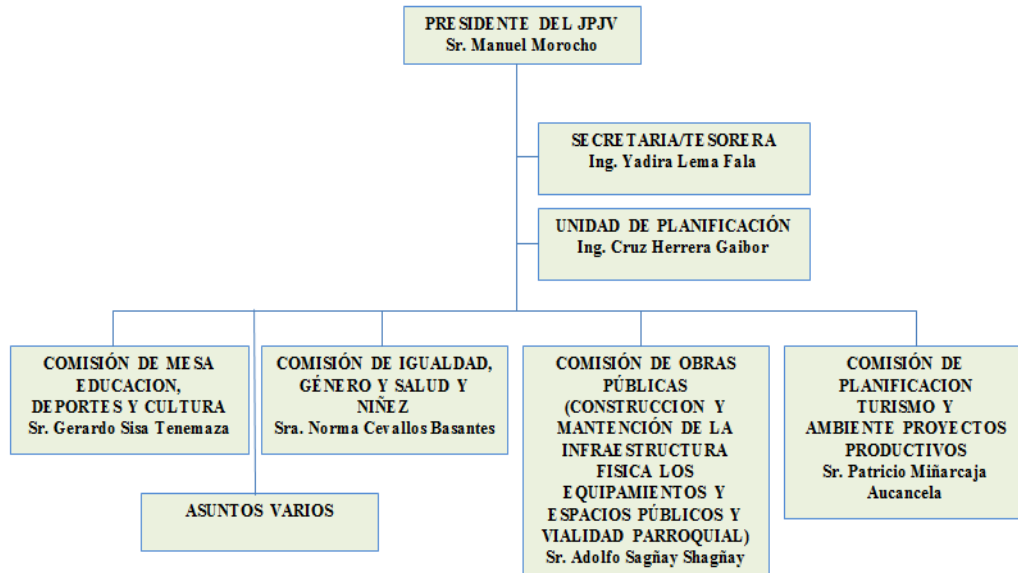 PRESIDENTE DEL JPJV
Sr. Manuel Morocho
SECRETARIA/TESORERA
Ing. Yadira Lema Fala
UNIDAD DE PLANIFICACIÓN
Ing. Cruz Herrera Gaibor
COMISIÓN DE MESA
EDUCACION,
DEPORTES Y CULTURA
Sr. Gerardo Sisa Tenemaza
COMISIÓN DE IGUALDAD,
GÉNERO Y SALUD Y
NIÑEZ
Sra. Norma Cevallos Basantes
COMISIÓN DE OBRAS
PÚBLICAS
(CONSTRUCCION Y
MANTENCIÓN DE LA
INFRAESTRUCTURA
FISICA LOS
EQUIPAMIENTOS Y
ESPACIOS PÚBLICOS Y
VIALIDAD PARROQUIAL)
Sr. Adolfo Sagñay Shagñay
COMISIÓN DE
PLANIFICACION
TURISMO Y
AMBIENTE PROYECTOS
PRODUCTIVOS
Sr. Patricio Miñarcaja
Aucancela
ASUNTOS VARIOS